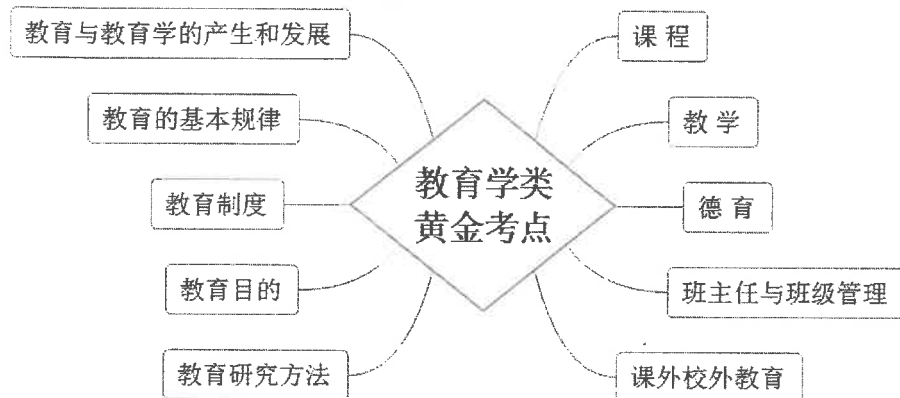 教育与教育学的产生和发展
教育的基本规律
教育制度
教育目的
教育研究方法
教育学类
黄金考点
课 程
教 学
德 育
班主任与班级管理
课外校外教育